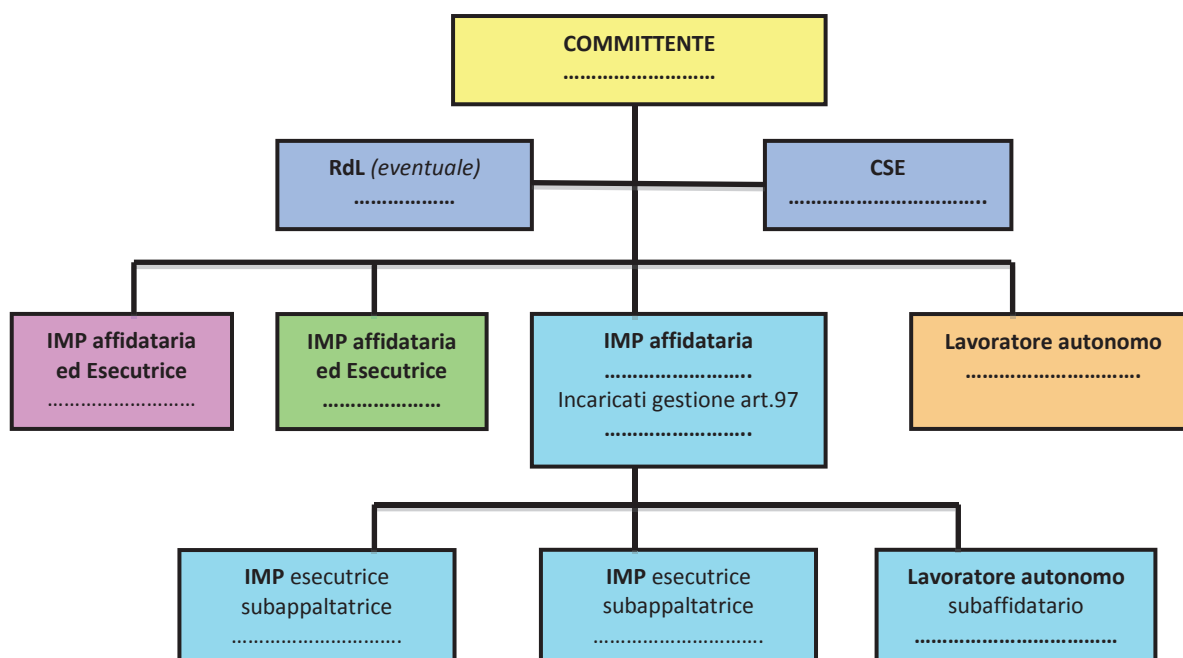 COMMITTENTE
………………………
RdL (eventuale)
………………
CSE
……………………………..
IMP affidataria
ed Esecutrice
………………………
IMP affidataria
ed Esecutrice
…………………
IMP affidataria
……………………..
Incaricati gestione art.97
……………………..
Lavoratore autonomo
………………………….
IMP esecutrice
subappaltatrice
………………………….
IMP esecutrice
subappaltatrice
………………………….
Lavoratore autonomo
subaffidatario
………………………………